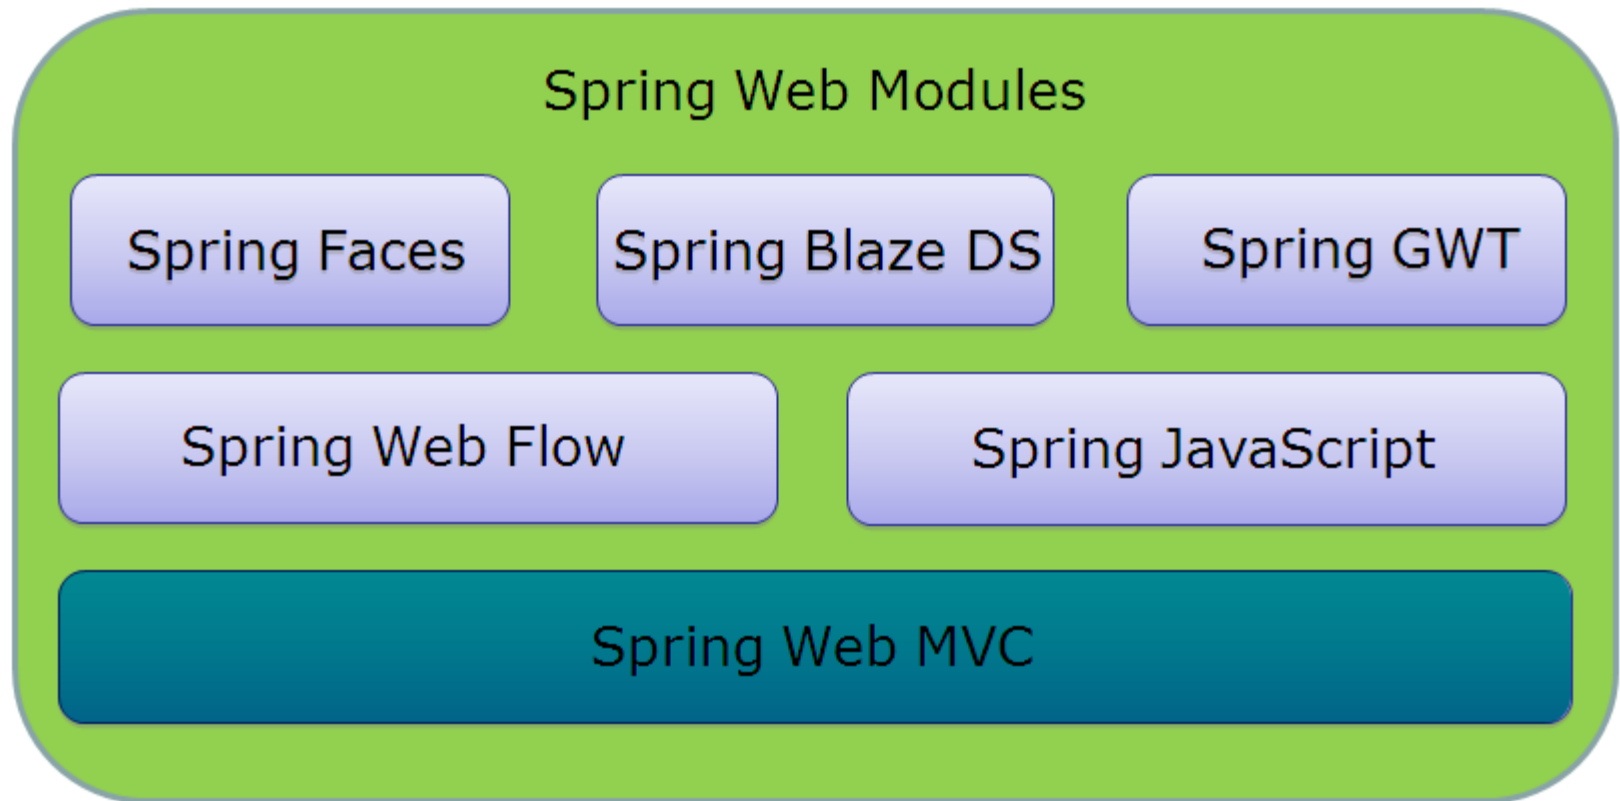 Spring Web Modules
Spring Faces
Spring Blaze DS
Spring GWT
Spring Web Flow
Spring JavaScript
Spring Web MVC